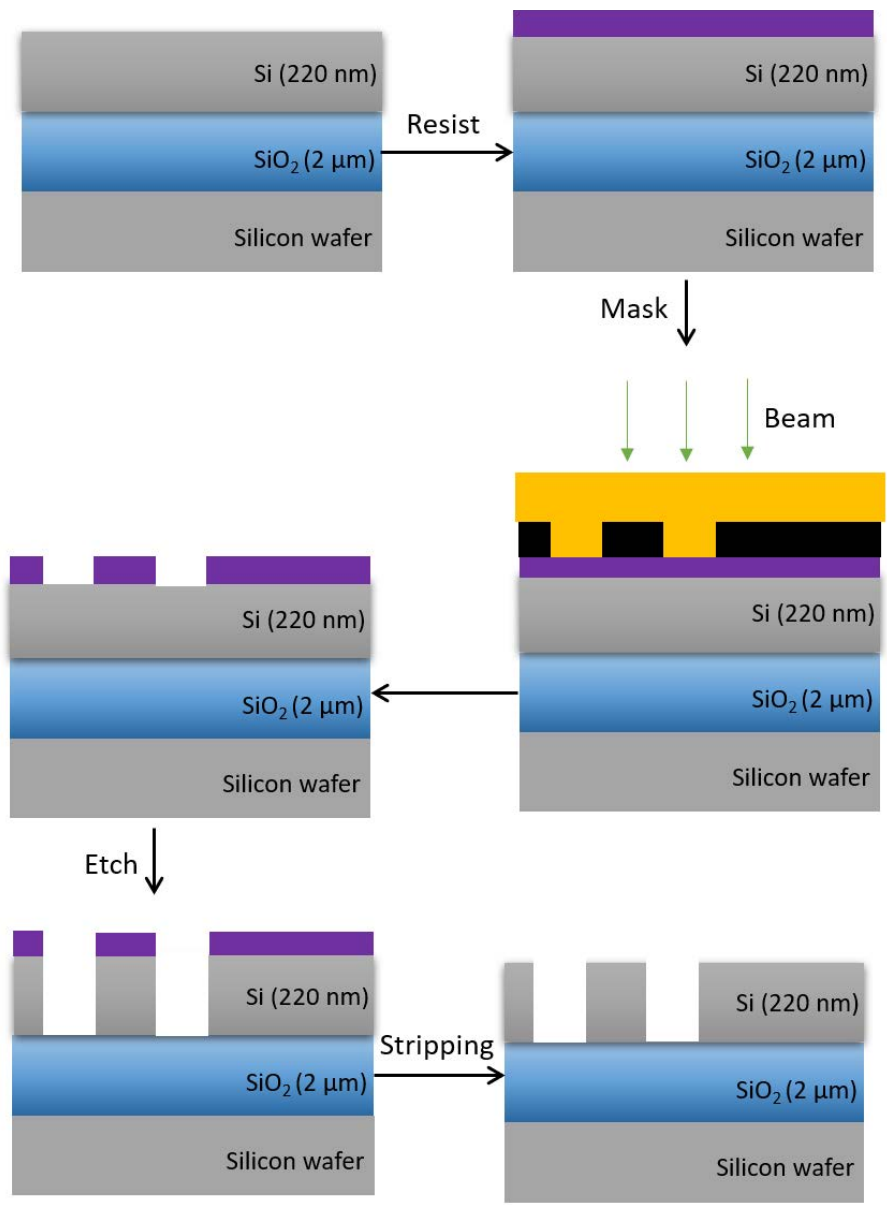 Si (220 nm)
SiO₂ (2 μm)
Silicon wafer
Resist
Si (220 nm)
SiO₂ (2 μm)
Silicon wafer
Mask
Beam
Si (220 nm)
SiO₂ (2 μm)
Silicon wafer
Si (220 nm)
SiO₂ (2 μm)
Silicon wafer
Etch
Si (220 nm)
SiO₂ (2 μm)
Silicon wafer
Stripping
Si (220 nm)
SiO₂ (2 μm)
Silicon wafer